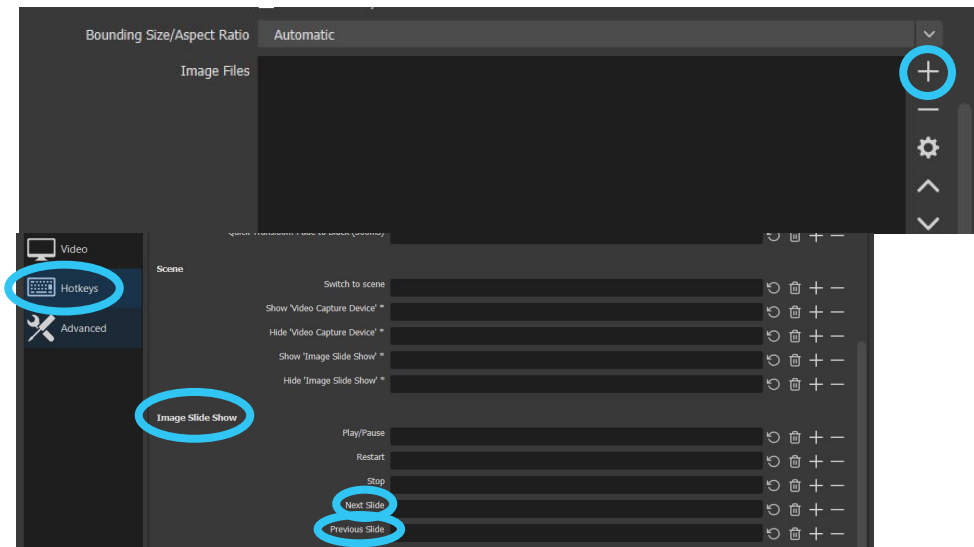 Bounding Size/Aspect Ratio Automatic
Image Files
Video
Scene
Hotkeys
Switch to scene
Show 'Video Capture Device' *
Advanced
Hide 'Video Capture Device' *
Show 'Image Slide Show' *
Hide 'Image Slide Show' *
Image Slide Show
Play/Pause
Restart
Stop
Next Slide
Previous Slide